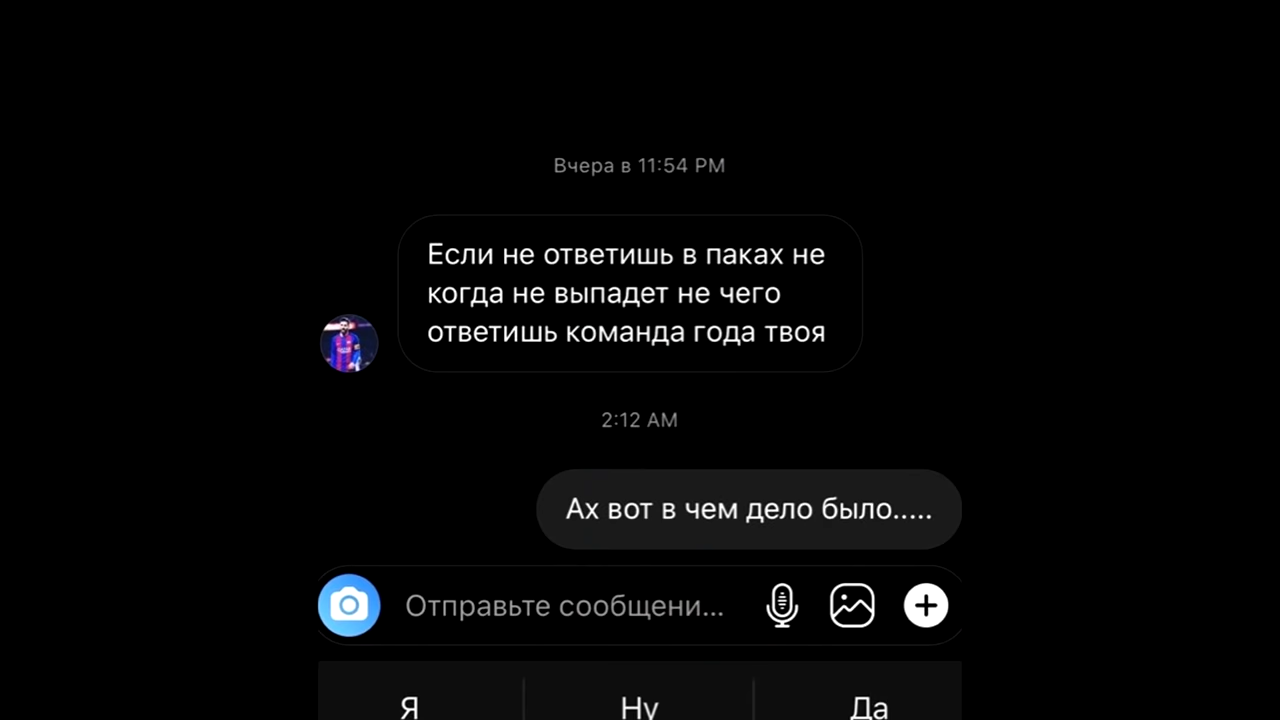 Вчера в 11:54 PM
Если не ответишь в паках не
когда не выпадет не чего
ответишь команда года твоя
2:12 AM
Ах вот в чем дело было.....
Отправьте сообщени...
Я Ну Да